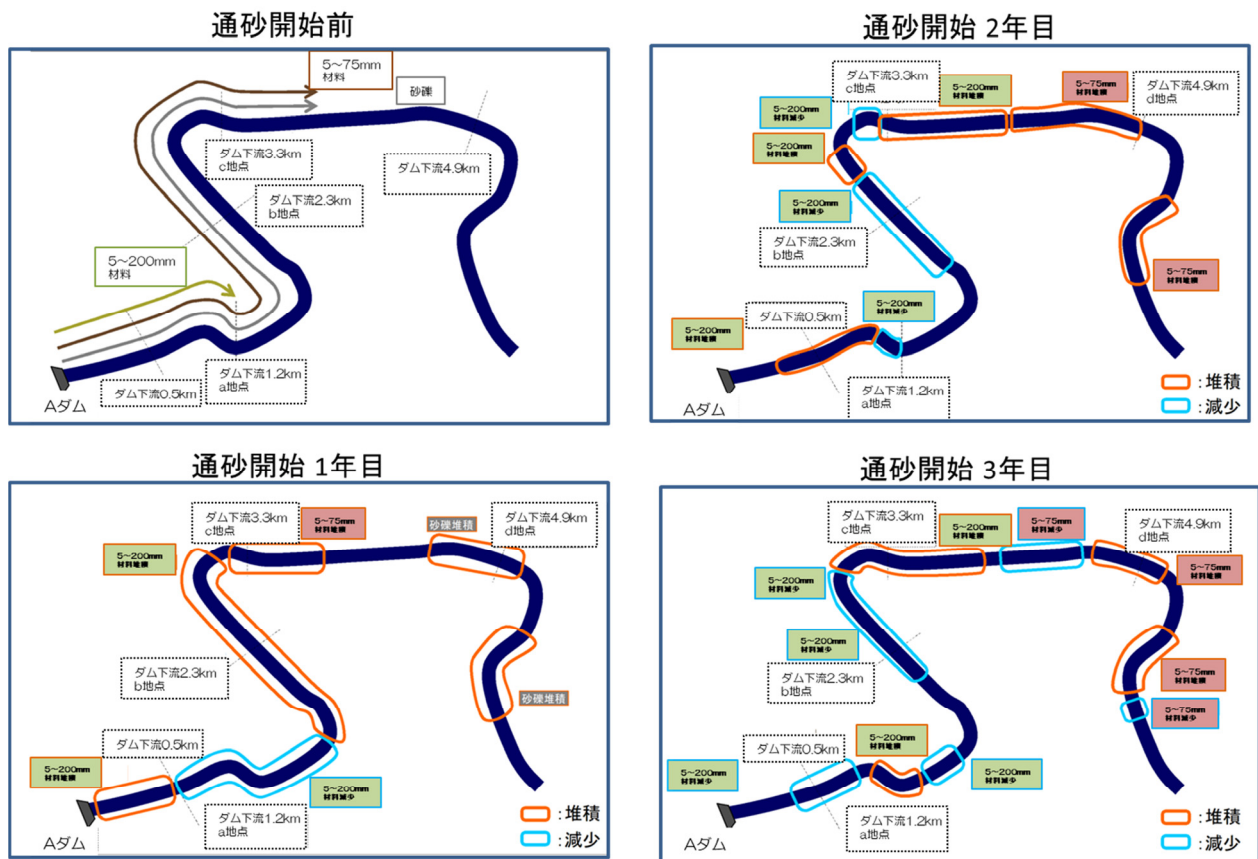 通砂開始前
5～75mm
材料
砂礫
ダム下流3.3km
c地点
ダム下流4.9km
ダム下流2.3km
b地点
5～200mm
材料
ダム下流1.2km
a地点
ダム下流0.5km
Aダム
通砂開始 2年目
ダム下流3.3km
c地点
5～200mm
材料堆積
5～75mm
材料堆積
ダム下流4.9km
d地点
5～200mm
材料減少
5～200mm
材料堆積
5～200mm
材料減少
ダム下流2.3km
b地点
5～75mm
材料堆積
5～200mm
材料減少
ダム下流0.5km
5～200mm
材料堆積
ダム下流1.2km
a地点
Aダム
：堆積
：減少
通砂開始 1年目
ダム下流3.3km
c地点
5～75mm
材料堆積
砂礫堆積
ダム下流4.9km
d地点
5～200mm
材料堆積
ダム下流2.3km
b地点
砂礫堆積
ダム下流0.5km
5～200mm
材料堆積
5～200mm
材料減少
ダム下流1.2km
a地点
Aダム
：堆積
：減少
通砂開始 3年目
ダム下流3.3km
c地点
5～200mm
材料堆積
5～75mm
材料減少
ダム下流4.9km
d地点
5～75mm
材料堆積
5～200mm
材料減少
5～200mm
材料減少
ダム下流2.3km
b地点
5～75mm
材料堆積
5～75mm
材料減少
ダム下流0.5km
5～200mm
材料堆積
5～200mm
材料減少
5～200mm
材料減少
ダム下流1.2km
a地点
Aダム
：堆積
：減少